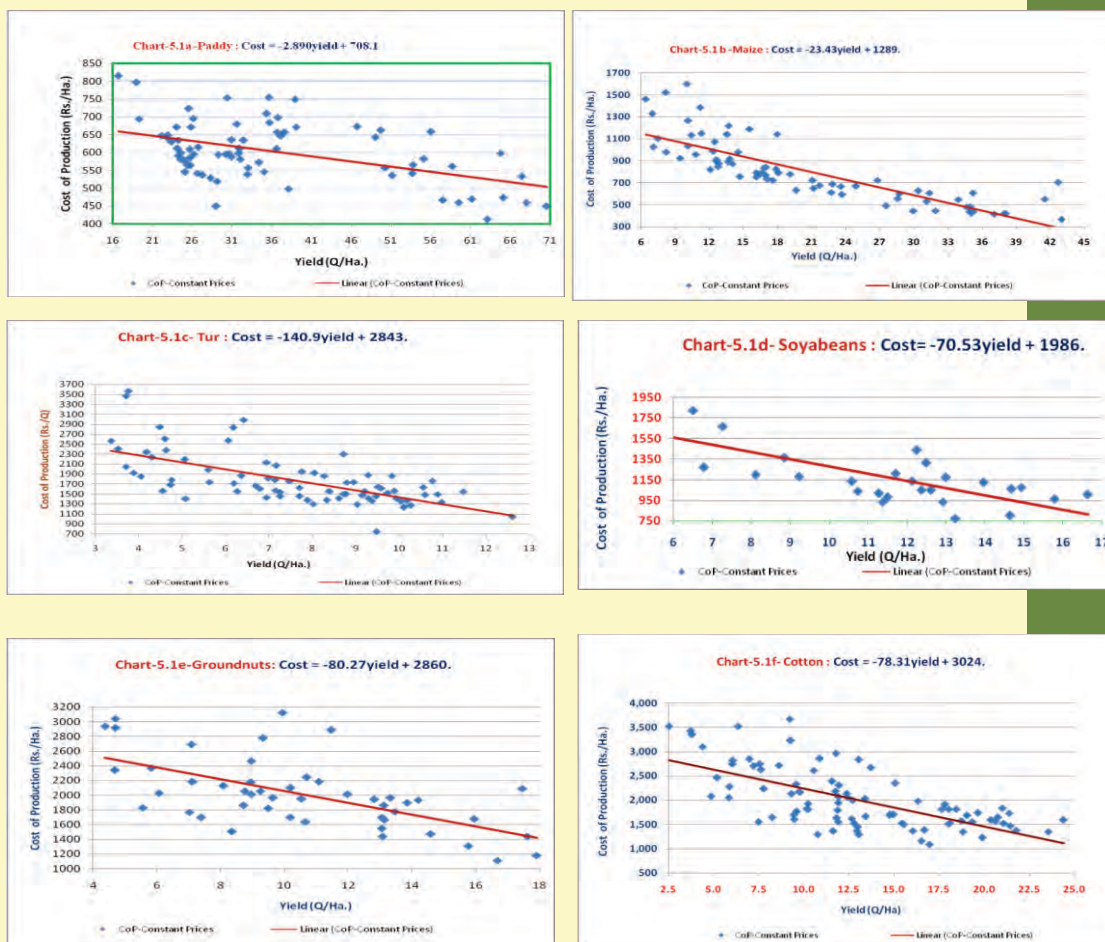 Chart-5.1a-Paddy : Cost = -2.890yield + 708.1
Cost of Production (Rs./Ha.)
850
800
750
700
650
600
550
500
450
400
16 21 26 31 36 41 46 51 56 61 66 71
Yield (Q/Ha.)
CoP-Constant Prices Linear (CoP-Constant Prices)
Chart-5.1b -Maize : Cost = -23.43yield + 1289.
Cost of Production (Rs./Ha.)
1700
1500
1300
1100
900
700
500
300
6 9 12 15 18 21 24 27 30 33 36 39 42 45
Yield (Q/Ha.)
CoP-Constant Prices Linear (CoP-Constant Prices)
Chart-5.1c- Tur : Cost = -140.9yield + 2843.
Cost of Production (Rs./Q)
3700
3500
3300
3100
2900
2700
2500
2300
2100
1900
1700
1500
1300
1100
900
700
3 4 5 6 7 8 9 10 11 12 13
Yield (Q/Ha.)
CoP-Constant Prices Linear (CoP-Constant Prices)
Chart-5.1d- Soyabeans : Cost= -70.53yield + 1986.
Cost of Production (Rs./Ha.)
1950
1750
1550
1350
1150
950
750
6 7 8 9 10 11 12 13 14 15 16 17
Yield (Q/Ha.)
CoP-Constant Prices Linear (CoP-Constant Prices)
Chart-5.1e-Groundnuts: Cost = -80.27yield + 2860.
Cost of Production (Rs./Ha.)
3200
3000
2800
2600
2400
2200
2000
1800
1600
1400
1200
1000
4 6 8 10 12 14 16 18
Yield (Q/Ha.)
CoP-Constant Prices Linear (CoP-Constant Prices)
Chart-5.1f- Cotton : Cost = -78.31yield + 3024.
Cost of Production (Rs./Ha.)
4,000
3,500
3,000
2,500
2,000
1,500
1,000
500
2.5 5.0 7.5 10.0 12.5 15.0 17.5 20.0 22.5 25.0
Yield (Q/Ha)
CoP-Constant Prices Linear (CoP-Constant Prices)